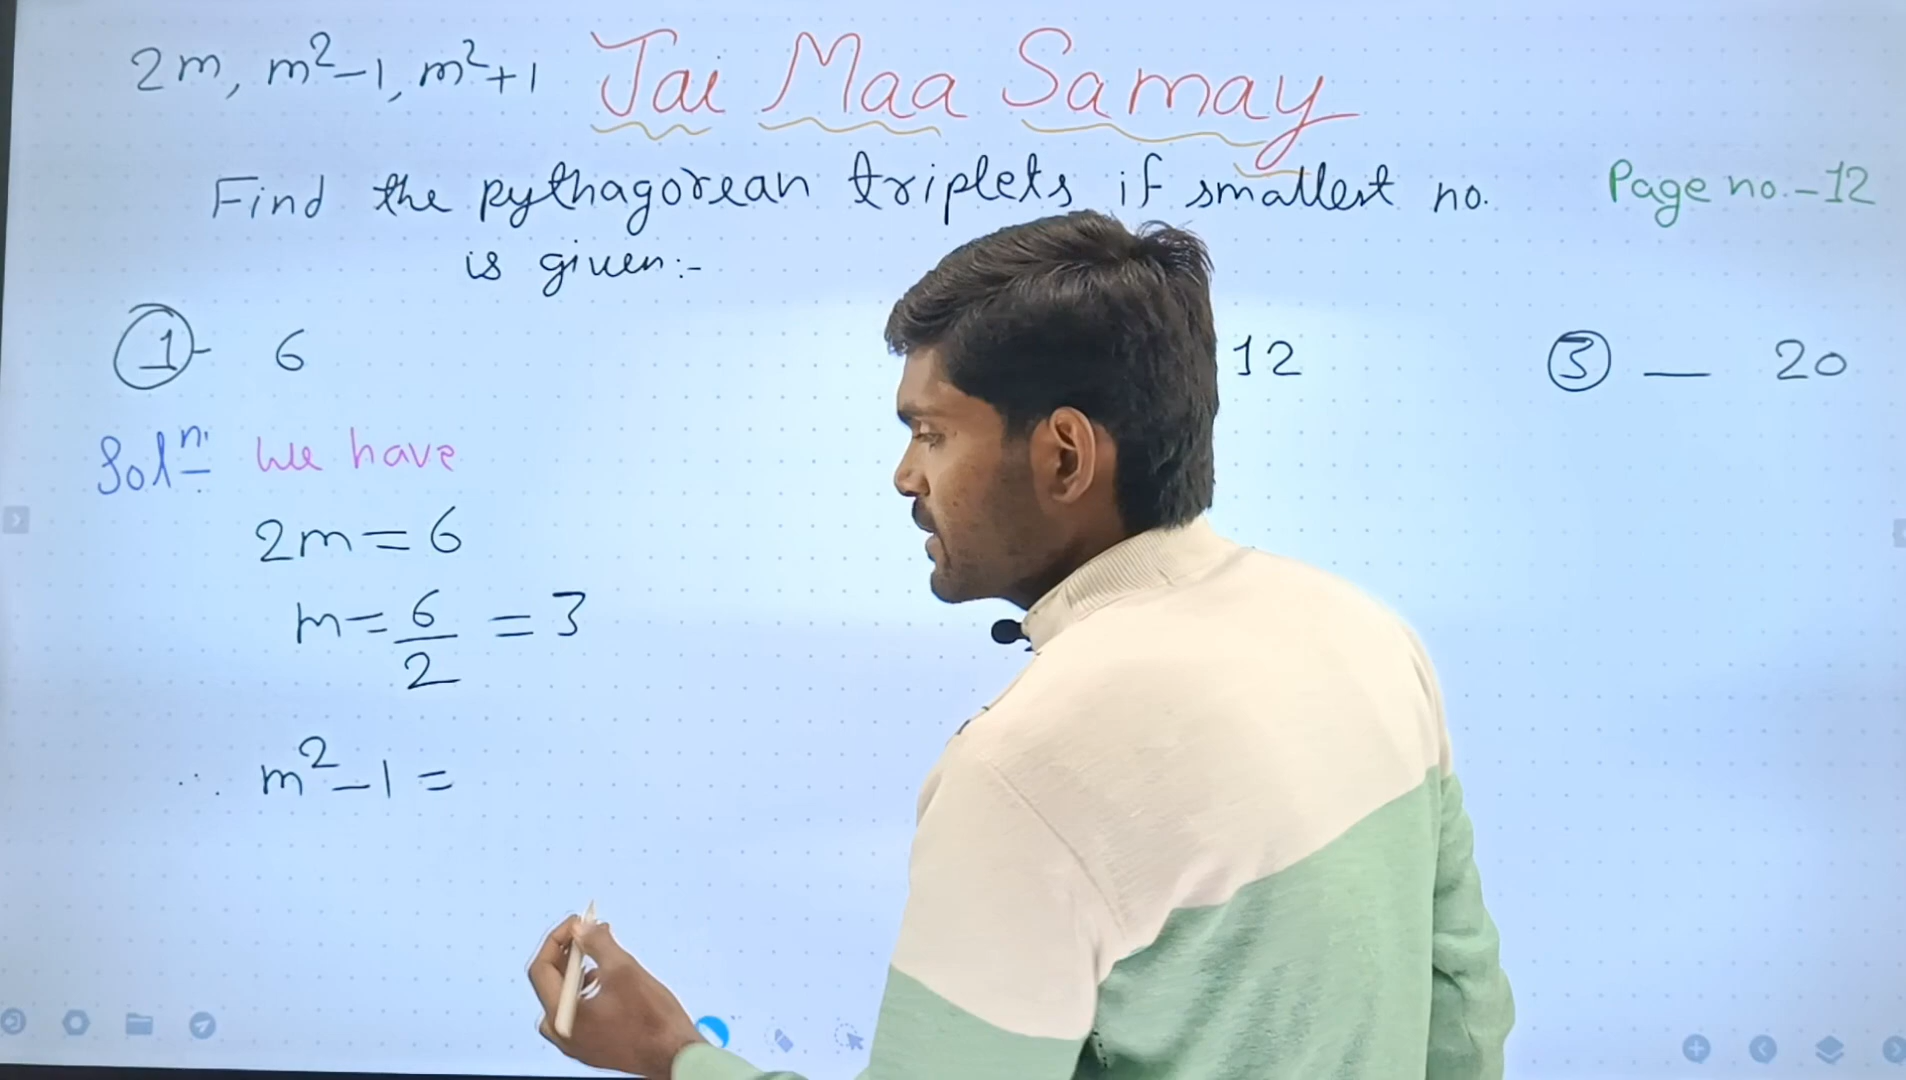 2m, m²-1, m²+1 Jai Maa Samay
Find the pythagorean triplets if smallest no.
is given:-
Page no.-12
① - 6
12
③ — 20
Solⁿ· We have
2m = 6
m = 6/2 = 3
∴ m²-1 =